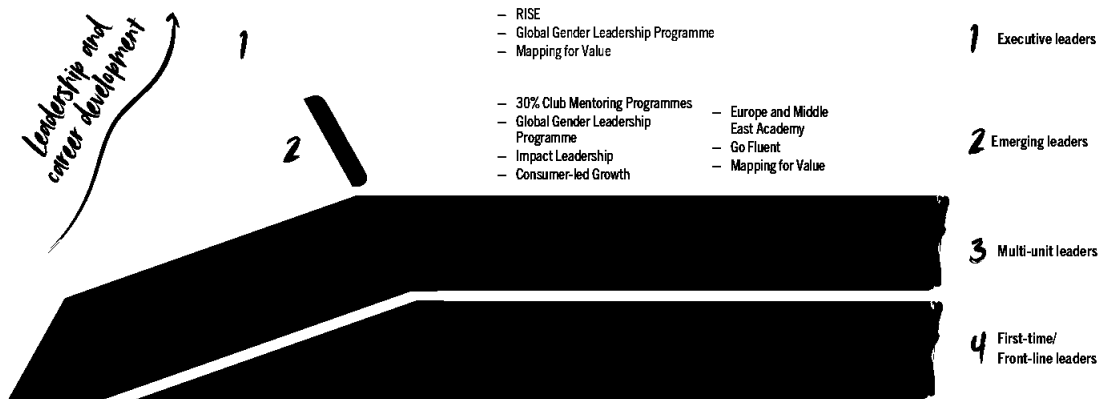 Leadership and
career development
1
— RISE
— Global Gender Leadership Programme
— Mapping for Value
1 Executive leaders
2
— 30% Club Mentoring Programmes
— Global Gender Leadership
Programme
— Impact Leadership
— Consumer-led Growth
— Europe and Middle
East Academy
— Go Fluent
— Mapping for Value
2 Emerging leaders
3 Multi-unit leaders
4 First-time/
Front-line leaders